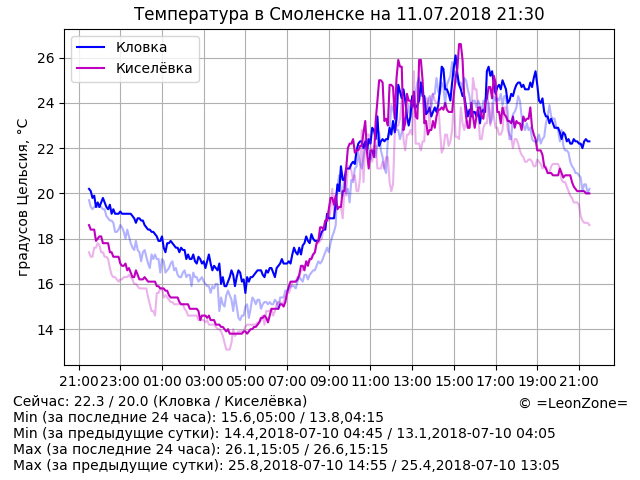 Температура в Смоленске на 11.07.2018 21:30
Кловка
Киселёвка
градусов Цельсия, °C
26
24
22
20
18
16
14
21:00 23:00 01:00 03:00 05:00 07:00 09:00 11:00 13:00 15:00 17:00 19:00 21:00
Сейчас: 22.3 / 20.0 (Кловка / Киселёвка)
© =LeonZone=
Min (за последние 24 часа): 15.6,05:00 / 13.8,04:15
Min (за предыдущие сутки): 14.4,2018-07-10 04:45 / 13.1,2018-07-10 04:05
Max (за последние 24 часа): 26.1,15:05 / 26.6,15:15
Max (за предыдущие сутки): 25.8,2018-07-10 14:55 / 25.4,2018-07-10 13:05